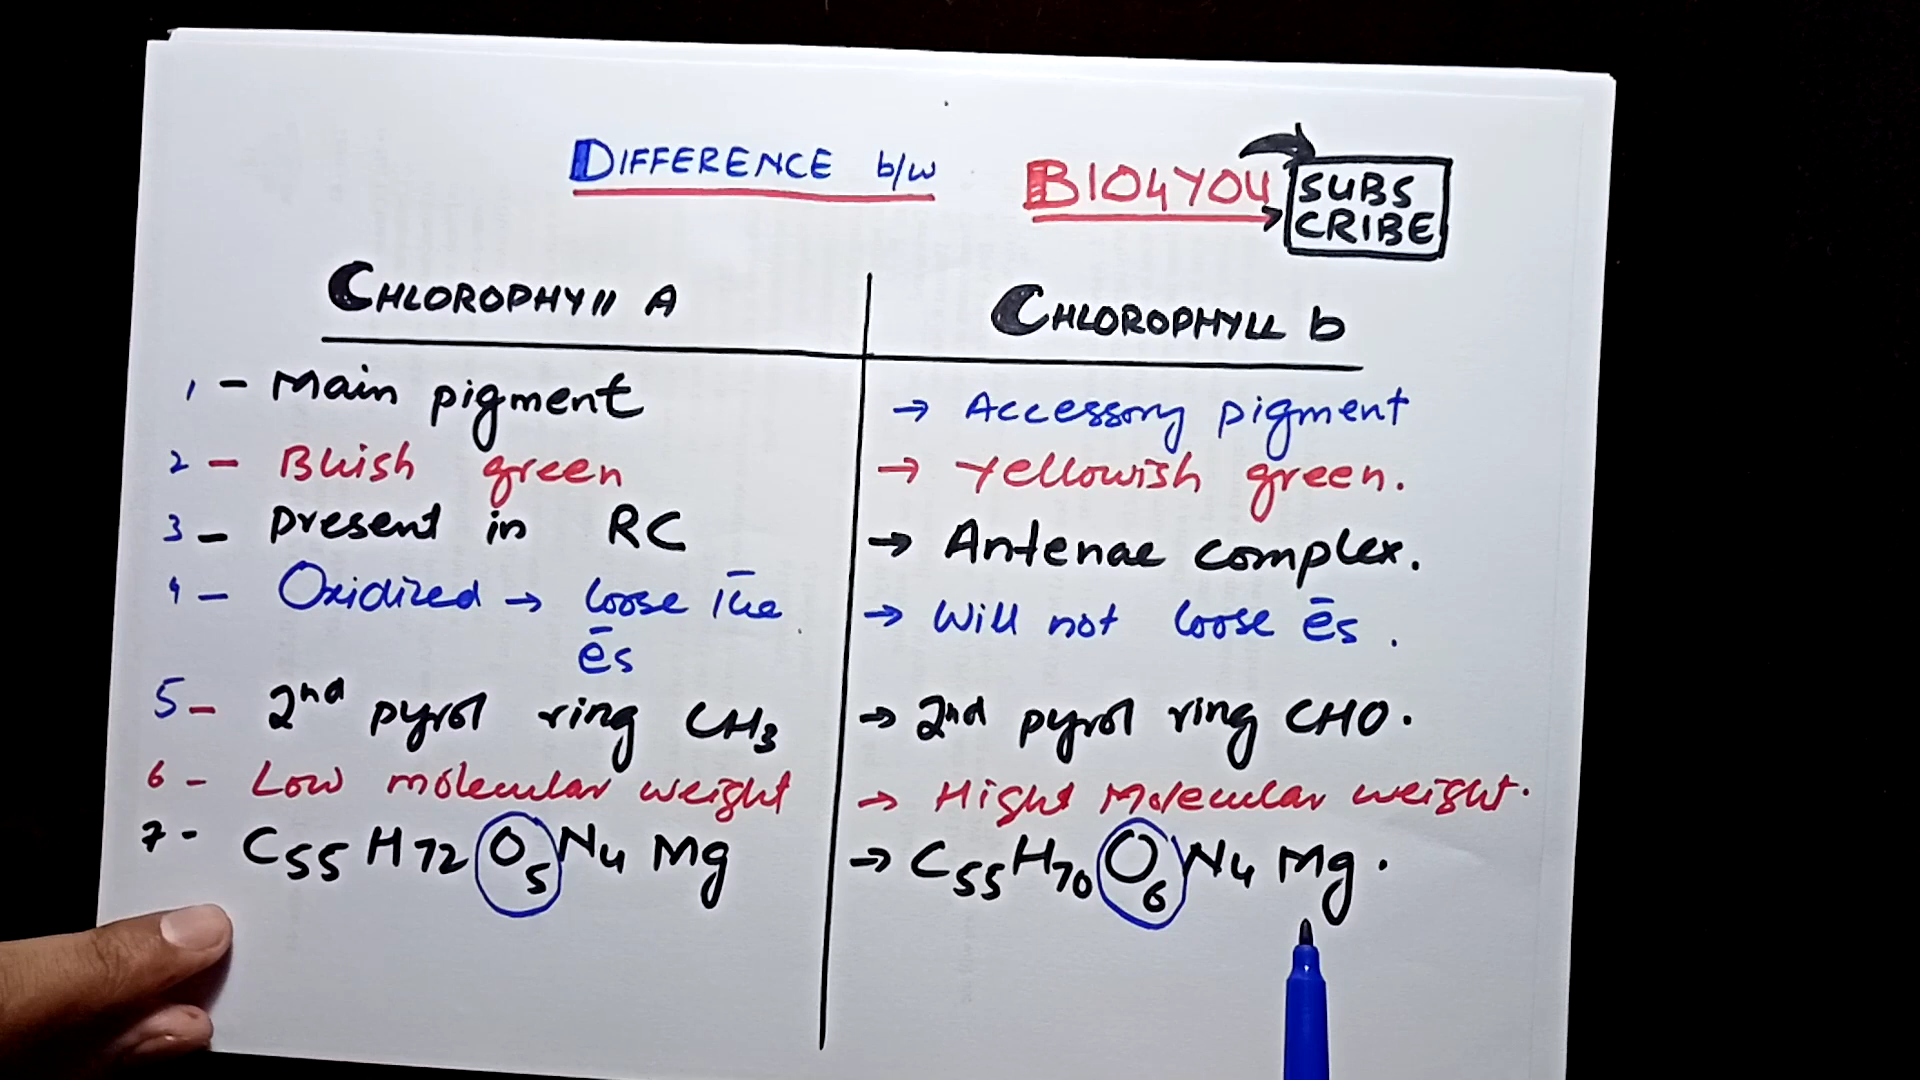 DIFFERENCE b/w
BIO4YOU SUBS
CRIBE
CHLOROPHYll A
CHLOROPHYLL b
1 - Main pigment
→ Accessory pigment
2 - Bluish green
→ Yellowish green.
3 - present in RC
→ Antenae complex.
4 - Oxidized → loose
ēs
→ Will not loose ēs .
5 - 2nd pyrol ring CH3
→ 2nd pyrol ring CHO.
6 - Low molecular weight
→ Hight Molecular weight.
7 - C55 H72 O5 N4 Mg
→ C55 H70 O6 N4 Mg.